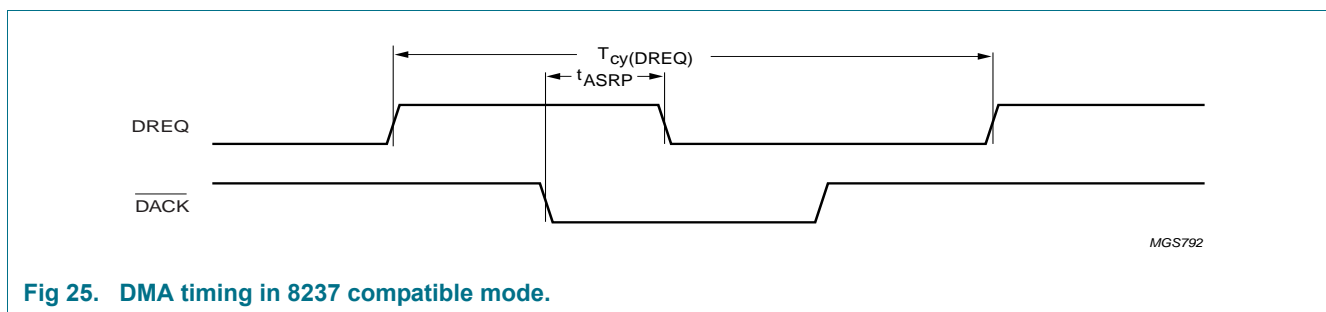 Tcy(DREQ)
tASRP
DREQ
DACK
MGS792
Fig 25. DMA timing in 8237 compatible mode.